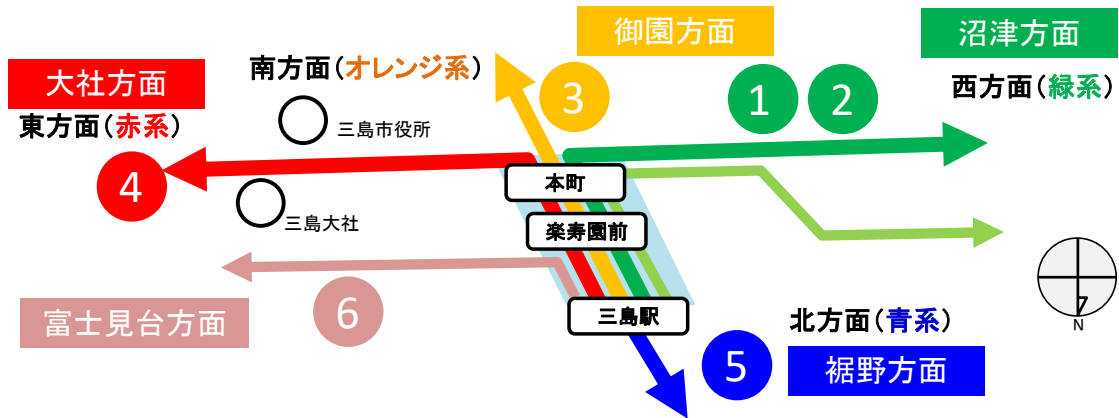 御園方面
沼津方面
大社方面
南方面（オレンジ系）
3
1
2
西方面（緑系）
東方面（赤系）
三島市役所
4
本町
三島大社
楽寿園前
富士見台方面
6
三島駅
北方面（青系）
5
裾野方面
N